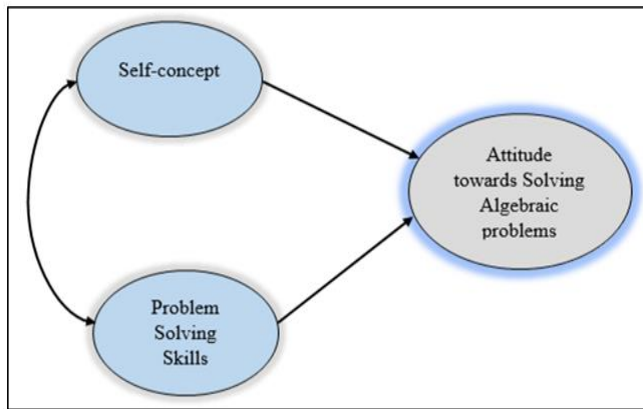 Self-concept
Attitude
towards Solving
Algebraic
problems
Problem
Solving
Skills